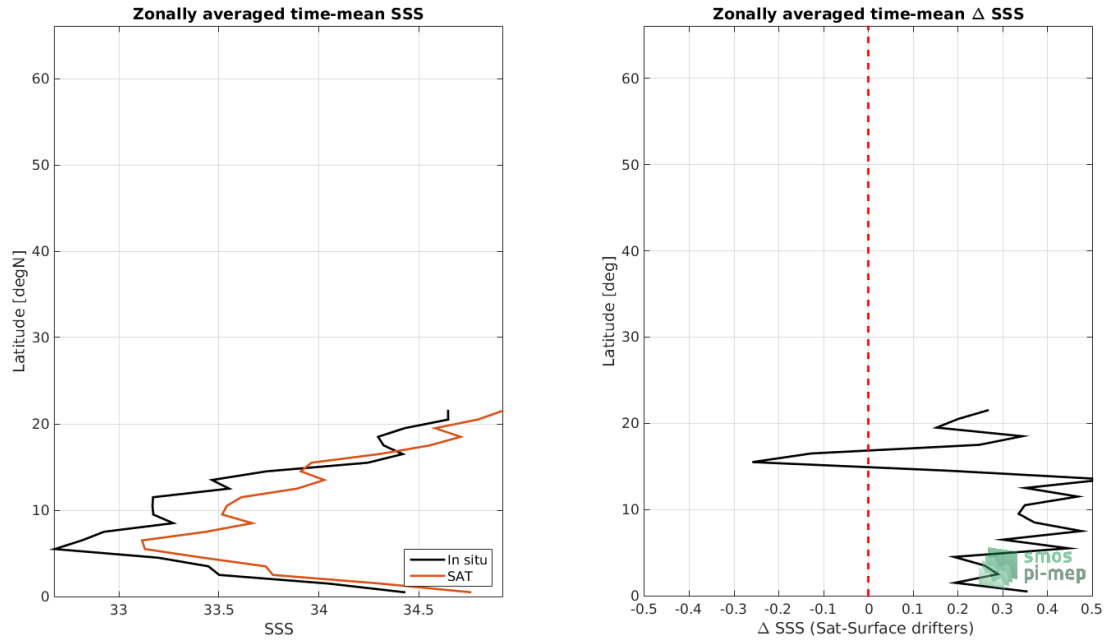 Zonally averaged time-mean SSS
60
50
40
30
20
10
0
Latitude [degN]
33
33.5
34
34.5
SSS
In situ
SAT
Zonally averaged time-mean Δ SSS
60
50
40
30
20
10
0
Latitude [deg]
-0.5
-0.4
-0.3
-0.2
-0.1
0
0.1
0.2
0.3
0.4
0.5
Δ SSS (Sat-Surface drifters)
smos
pi-mep